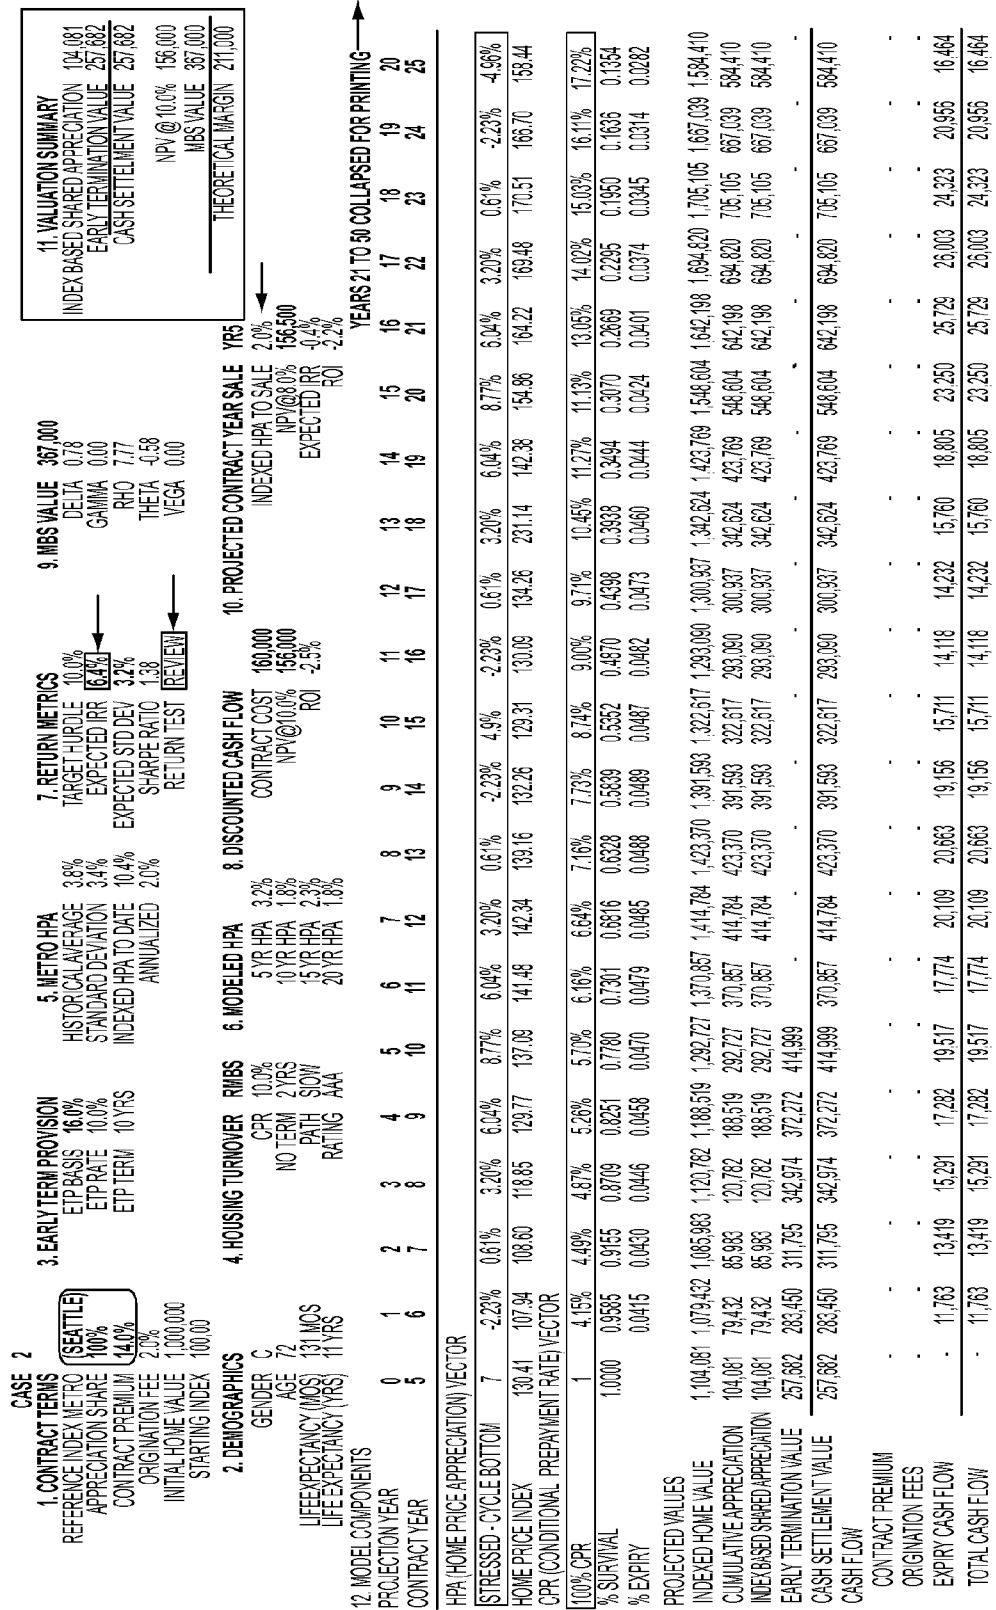 CASE 2
1. CONTRACT TERMS
REFERENCE INDEX METRO (SEATTLE)
APPRECIATION SHARE 100%
CONTRACT PREMIUM 14.0%
ORIGINATION FEE 2.0%
INITIAL HOME VALUE 1,000,000
STARTING INDEX 100.00
2. DEMOGRAPHICS
GENDER C
AGE 72
LIFE EXPECTANCY (MOS) 131 MOS
LIFE EXPECTANCY (YRS) 11 YRS
3. EARLY TERM PROVISION
ETP BASIS 16.0%
ETP RATE 10.0%
ETP TERM 10 YRS
4. HOUSING TURNOVER RMBS
CPR 10.0%
NO TERM 2 YRS
PATH SIOW
RATING AAA
5. METRO HPA
HISTORICAL AVERAGE 3.8%
STANDARD DEVIATION 3.4%
INDEXED HPA TO DATE 10.4%
ANNUALIZED 2.0%
6. MODELED HPA
5 YR HPA 3.2%
10 YR HPA 1.8%
15 YR HPA 2.3%
20 YR HPA 1.8%
7. RETURN METRICS
TARGET HURDLE 10.0%
EXPECTED IRR 6.4%
EXPECTED STD DEV 3.2%
SHARPE RATIO 1.38
RETURN TEST REVIEW
8. DISCOUNTED CASH FLOW
CONTRACT COST 160,000
NPV@10.0% 156,000
ROI -2.5%
9. MBS VALUE 367,000
DELTA 0.78
GAMMA 0.00
RHO 7.77
THETA -0.58
VEGA 0.00
10. PROJECTED CONTRACT YEAR SALE YR5
INDEXED HPA TO SALE 2.0%
NPV@8.0% 156,500
EXPECTED IRR -0.4%
ROI -2.2%
11. VALUATION SUMMARY
INDEX BASED SHARED APPRECIATION 104,081
EARLY TERMINATION VALUE 257,682
CASH SETTELMENT VALUE 257,682
NPV @ 10.0% 156,000
MBS VALUE 367,000
THEORETICAL MARGIN 211,000
YEARS 21 TO 50 COLLAPSED FOR PRINTING
12. MODEL COMPONENTS
PROJECTION YEAR 0 1 2 3 4 5 6 7 8 9 10 11 12 13 14 15 16 17 18 19 20
CONTRACT YEAR 5 6 7 8 9 10 11 12 13 14 15 16 17 18 19 20 21 22 23 24 25
HPA (HOME PRICE APPRECIATION) VECTOR
STRESSED - CYCLE BOTTOM 7 -2.23% 0.61% 3.20% 6.04% 8.77% 6.04% 3.20% 0.61% -2.23% 4.9% -2.23% 0.61% 3.20% 6.04% 8.77% 6.04% 3.20% 0.61% -2.23% -4.96%
HOME PRICE INDEX 130.41 107.94 108.60 118.85 129.77 137.09 141.48 142.34 139.16 132.26 129.31 130.09 134.26 231.14 142.38 154.86 164.22 169.48 170.51 166.70 158.44
CPR (CONDITIONAL PREPAYMENT RATE) VECTOR
100% CPR 1 4.15% 4.49% 4.87% 5.26% 5.70% 6.16% 6.64% 7.16% 7.73% 8.74% 9.00% 9.71% 10.45% 11.27% 11.13% 13.05% 14.02% 15.03% 16.11% 17.22%
% SURVIVAL 1.0000 0.9585 0.9155 0.8709 0.8251 0.7780 0.7301 0.6816 0.6328 0.5839 0.5352 0.4870 0.4398 0.3938 0.3494 0.3070 0.2669 0.2295 0.1950 0.1636 0.1354
% EXPIRY 0.0415 0.0430 0.0446 0.0458 0.0470 0.0479 0.0485 0.0488 0.0489 0.0487 0.0482 0.0473 0.0460 0.0444 0.0424 0.0401 0.0374 0.0345 0.0314 0.0282
PROJECTED VALUES
INDEXED HOME VALUE 1,104,081 1,079,432 1,085,983 1,120,782 1,188,519 1,292,727 1,370,857 1,414,784 1,423,370 1,391,593 1,322,617 1,293,090 1,300,937 1,342,624 1,423,769 1,548,604 1,642,198 1,694,820 1,705,105 1,667,039 1,584,410
CUMULATIVE APPRECIATION 104,081 79,432 85,983 120,782 188,519 292,727 370,857 414,784 423,370 391,593 322,617 293,090 300,937 342,624 423,769 548,604 642,198 694,820 705,105 667,039 584,410
INDEX BASED SHARED APPRECIATION 104,081 79,432 85,983 120,782 188,519 292,727 370,857 414,784 423,370 391,593 322,617 293,090 300,937 342,624 423,769 548,604 642,198 694,820 705,105 667,039 584,410
EARLY TERMINATION VALUE 257,682 283,450 311,795 342,974 372,272 414,999 - - - - - - - - - - - - - - -
CASH SETTLEMENT VALUE 257,682 283,450 311,795 342,974 372,272 414,999 370,857 414,784 423,370 391,593 322,617 293,090 300,937 342,624 423,769 548,604 642,198 694,820 705,105 667,039 584,410
CASH FLOW
CONTRACT PREMIUM - - - - - - - - - - - - - - - - - - - - -
ORIGINATION FEES - - - - - - - - - - - - - - - - - - - - -
EXPIRY CASH FLOW - 11,763 13,419 15,291 17,282 19,517 17,774 20,109 20,663 19,156 15,711 14,118 14,232 15,760 18,805 23,250 25,729 26,003 24,323 20,956 16,464
TOTAL CASH FLOW - 11,763 13,419 15,291 17,282 19,517 17,774 20,109 20,663 19,156 15,711 14,118 14,232 15,760 18,805 23,250 25,729 26,003 24,323 20,956 16,464